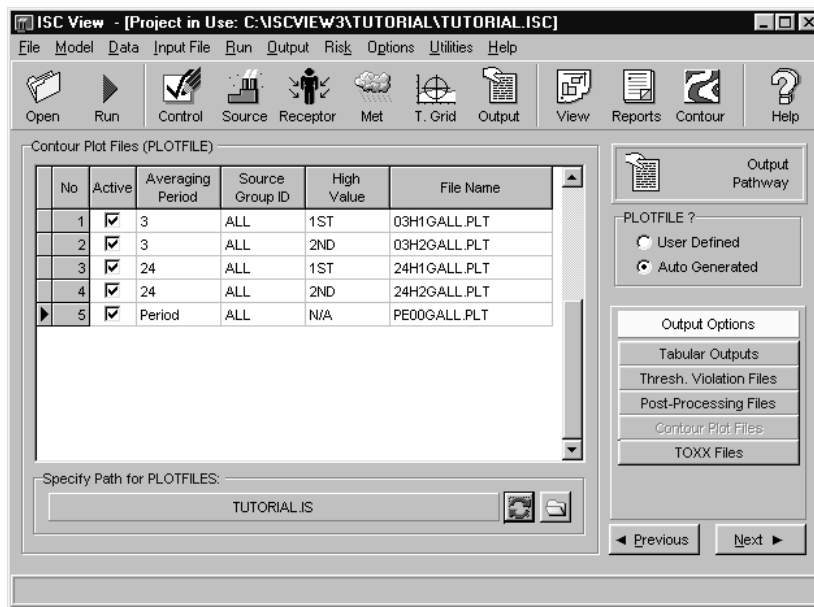 ISC View - [Project in Use: C:\ISCVIEW3\TUTORIAL\TUTORIAL.ISC]
File Model Data Input File Run Output Risk Options Utilities Help
Open Run Control Source Receptor Met T. Grid Output View Reports Contour Help
Contour Plot Files (PLOTFILE)
No Active Averaging Period Source Group ID High Value File Name
1 3 ALL 1ST 03H1GALL.PLT
2 3 ALL 2ND 03H2GALL.PLT
3 24 ALL 1ST 24H1GALL.PLT
4 24 ALL 2ND 24H2GALL.PLT
5 Period ALL N/A PE00GALL.PLT
Specify Path for PLOTFILES:
TUTORIAL.IS
Output
Pathway
PLOTFILE ?
User Defined
Auto Generated
Output Options
Tabular Outputs
Thresh. Violation Files
Post-Processing Files
Contour Plot Files
TOXX Files
Previous Next